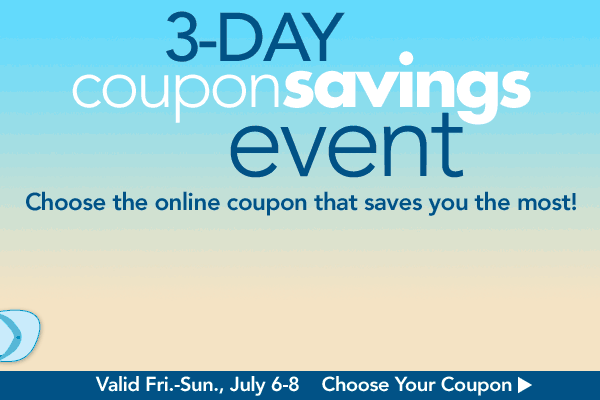 3-DAY
couponsavings
event
Choose the online coupon that saves you the most!
Valid Fri.-Sun., July 6-8 Choose Your Coupon ▶